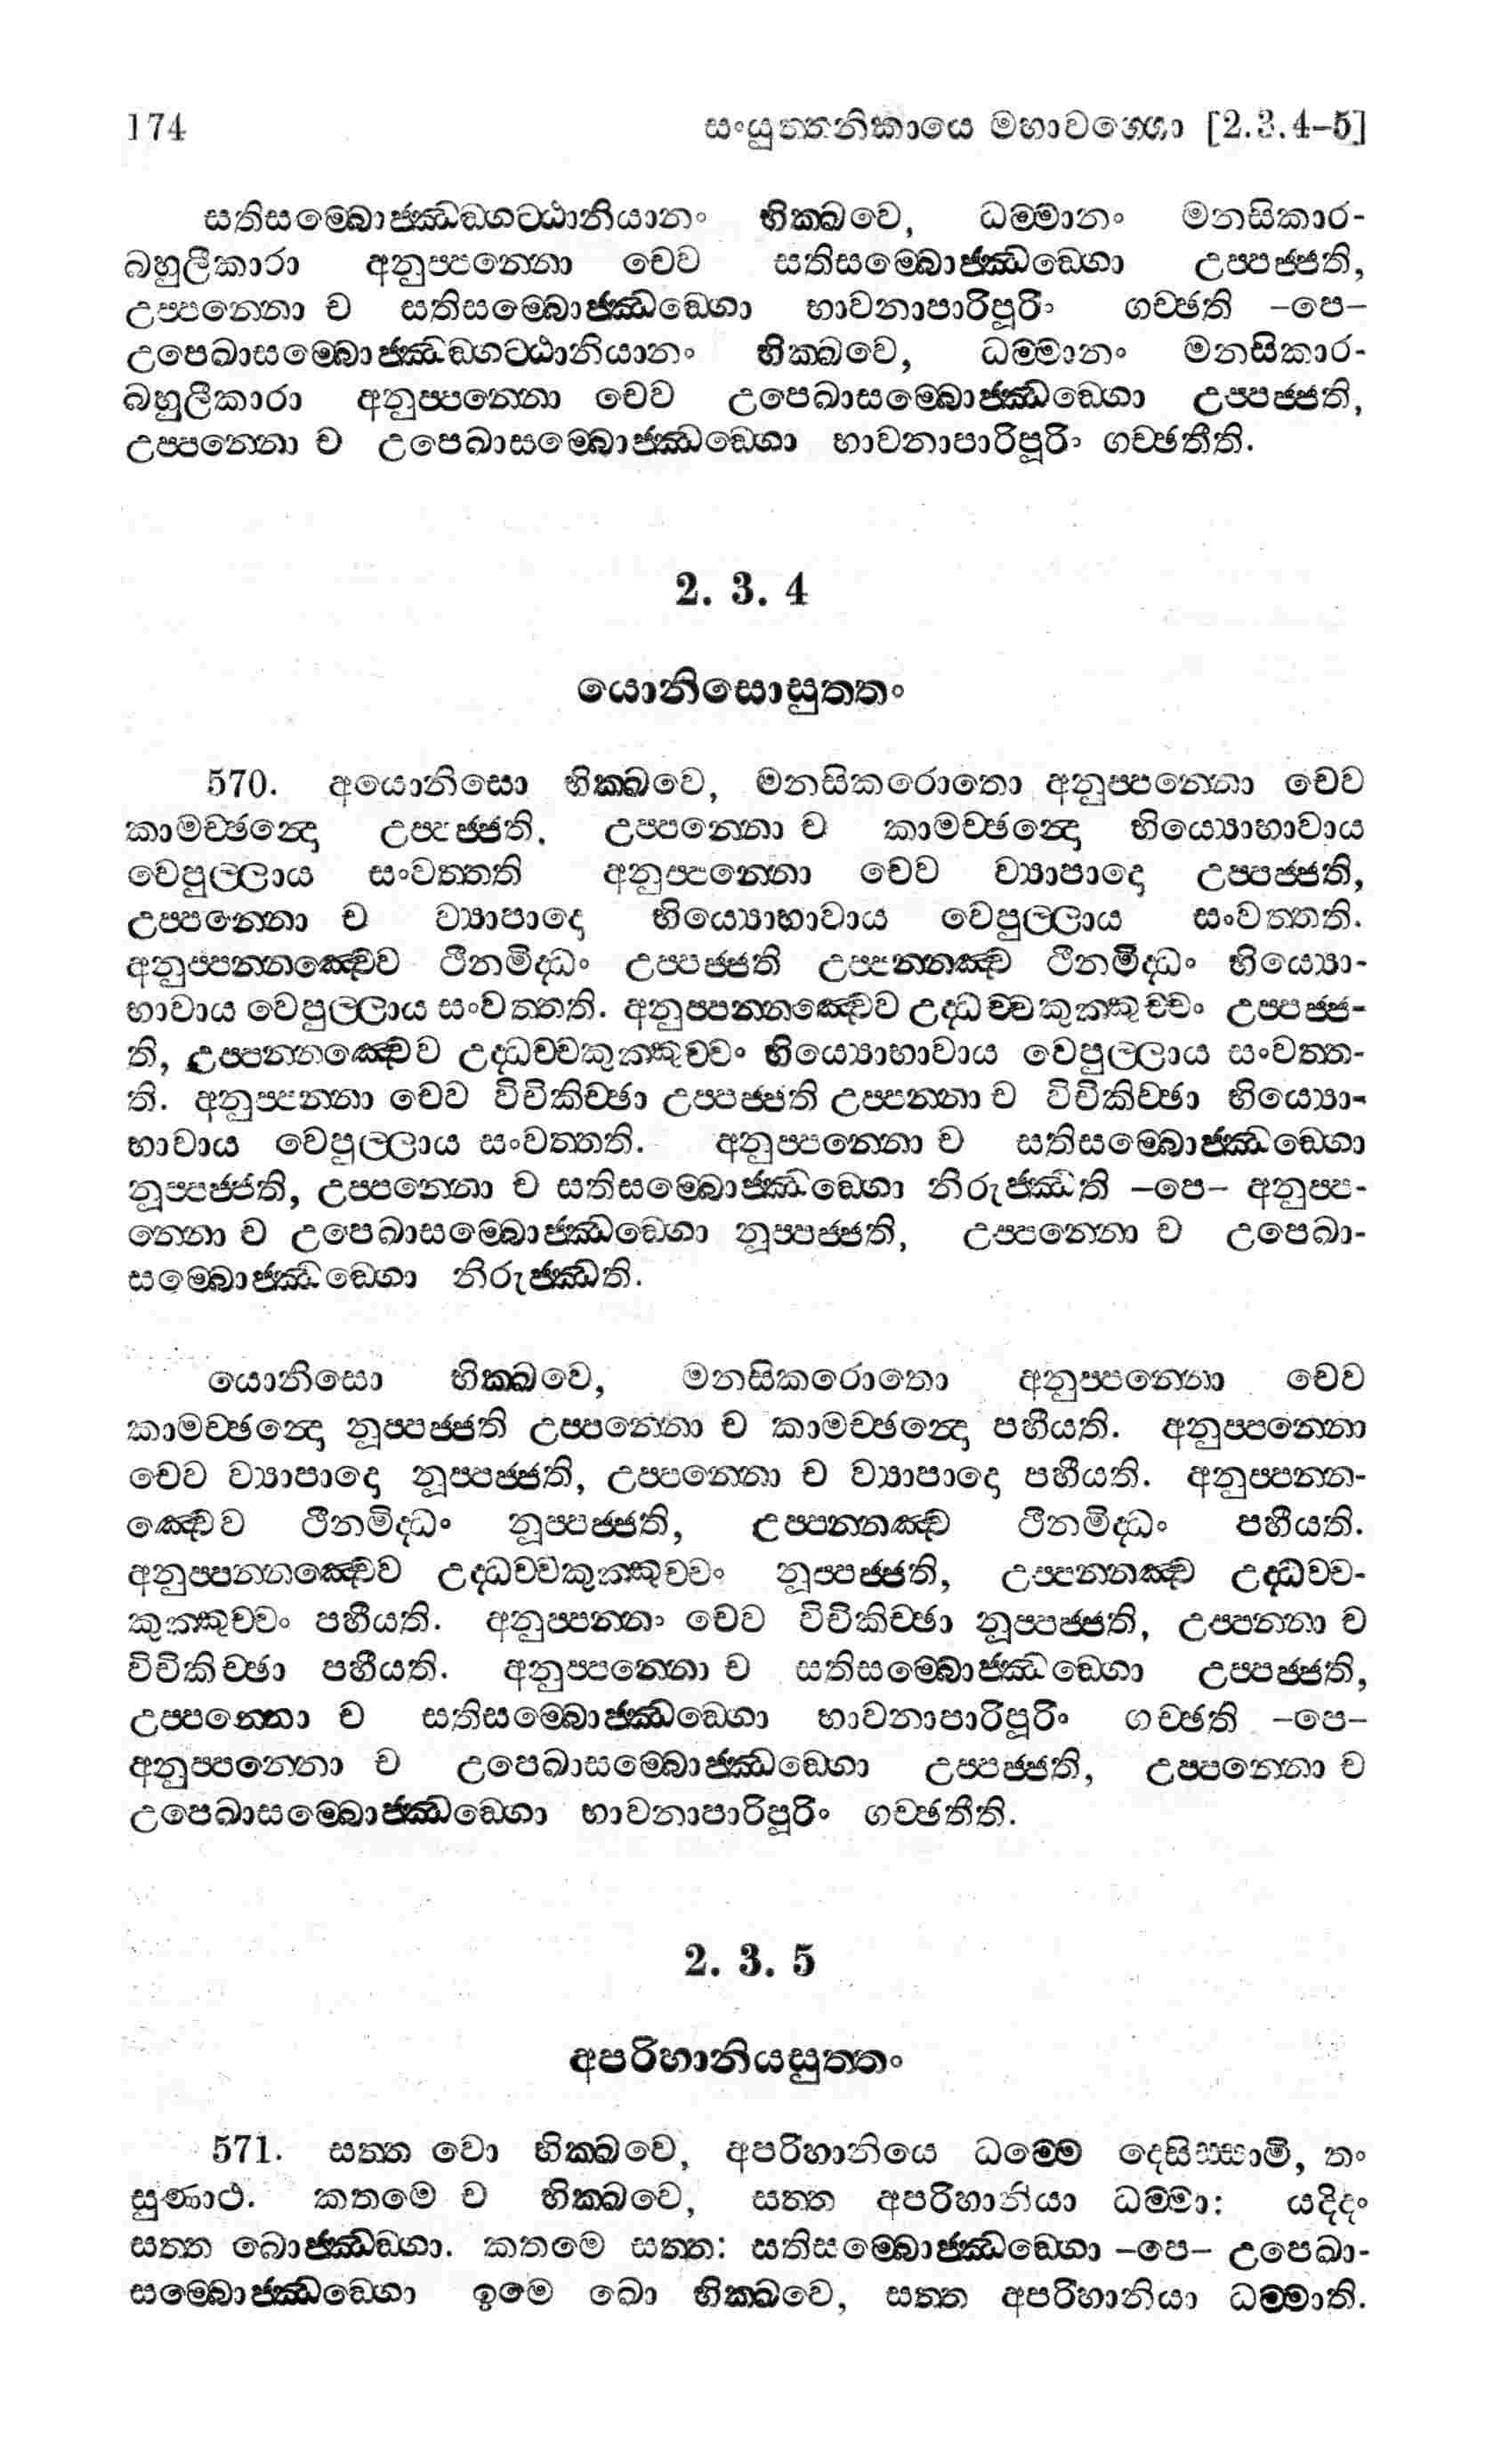 174 සංයුත්තනිකායෙ මහාවග්ගො [2.3.4–5]
සතිසම්බොජ්ඣඞ්ගට්ඨානියානං භික්ඛවෙ, ධම්මානං මනසිකාර-
බහුලීකාරා අනුප්පන්නො චෙව සතිසම්බොජ්ඣඞ්ගො උප්පජ්ජති,
උප්පන්නො ච සතිසම්බොජ්ඣඞ්ගො භාවනාපාරිපූරිං ගච්ඡති –පෙ–
උපෙඛාසම්බොජ්ඣඞ්ගට්ඨානියානං භික්ඛවෙ, ධම්මානං මනසිකාර-
බහුලීකාරා අනුප්පන්නො චෙව උපෙඛාසම්බොජ්ඣඞ්ගො උප්පජ්ජති,
උප්පන්නො ච උපෙඛාසම්බොජ්ඣඞ්ගො භාවනාපාරිපූරිං ගච්ඡතීති.
2. 3. 4
යොනිසොසුත්තං
570. අයොනිසො භික්ඛවෙ, මනසිකරොතො අනුප්පන්නො චෙව
කාමච්ඡන්දො උප්පජ්ජති. උප්පන්නො ච කාමච්ඡන්දො භිය්‍යොභාවාය
වෙපුල්ලාය සංවත්තති අනුප්පන්නො චෙව ව්‍යාපාදො උප්පජ්ජති,
උප්පන්නො ච ව්‍යාපාදො භිය්‍යොභාවාය වෙපුල්ලාය සංවත්තති.
අනුප්පන්නඤ්චෙව ථීනමිද්ධං උප්පජ්ජති උප්පන්නඤ්ච ථීනමිද්ධං භිය්‍යො-
භාවාය වෙපුල්ලාය සංවත්තති. අනුප්පන්නඤ්චෙව උද්ධච්චකුක්කුච්චං උප්පජ්ජ-
ති, උප්පන්නඤ්චෙව උද්ධච්චකුක්කුච්චං භිය්‍යොභාවාය වෙපුල්ලාය සංවත්ත-
ති. අනුප්පන්නා චෙව විචිකිච්ඡා උප්පජ්ජති උප්පන්නා ච විචිකිච්ඡා භිය්‍යො-
භාවාය වෙපුල්ලාය සංවත්තති. අනුප්පන්නො ච සතිසම්බොජ්ඣඞ්ගො
නූප්පජ්ජති, උප්පන්නො ච සතිසම්බොජ්ඣඞ්ගො නිරුජ්ඣති –පෙ– අනුප්ප-
න්නො ච උපෙඛාසම්බොජ්ඣඞ්ගො නූප්පජ්ජති, උප්පන්නො ච උපෙඛා-
සම්බොජ්ඣඞ්ගො නිරුජ්ඣති.
යොනිසො භික්ඛවෙ, මනසිකරොතො අනුප්පන්නො චෙව
කාමච්ඡන්දො නූප්පජ්ජති උප්පන්නො ච කාමච්ඡන්දො පහීයති. අනුප්පන්නො
චෙව ව්‍යාපාදො නූප්පජ්ජති, උප්පන්නො ච ව්‍යාපාදො පහීයති. අනුප්පන්න-
ඤ්චෙව ථීනමිද්ධං නූප්පජ්ජති, උප්පන්නඤ්ච ථීනමිද්ධං පහීයති.
අනුප්පන්නඤ්චෙව උද්ධච්චකුක්කුච්චං නූප්පජ්ජති, උප්පන්නඤ්ච උද්ධච්ච-
කුක්කුච්චං පහීයති. අනුප්පන්නා චෙව විචිකිච්ඡා නූප්පජ්ජති, උප්පන්නා ච
විචිකිච්ඡා පහීයති. අනුප්පන්නො ච සතිසම්බොජ්ඣඞ්ගො උප්පජ්ජති,
උප්පන්නො ච සතිසම්බොජ්ඣඞ්ගො භාවනාපාරිපූරිං ගච්ඡති –පෙ–
අනුප්පන්නො ච උපෙඛාසම්බොජ්ඣඞ්ගො උප්පජ්ජති, උප්පන්නො ච
උපෙඛාසම්බොජ්ඣඞ්ගො භාවනාපාරිපූරිං ගච්ඡතීති.
2. 3. 5
අපරිහානියසුත්තං
571. සත්ත වො භික්ඛවෙ, අපරිහානියෙ ධම්මෙ දෙසිස්සාමි, තං
සුණාථ. කතමෙ ච භික්ඛවෙ, සත්ත අපරිහානියා ධම්මා: යදිදං
සත්ත බොජ්ඣඞ්ගා. කතමෙ සත්ත: සතිසම්බොජ්ඣඞ්ගො –පෙ– උපෙඛා-
සම්බොජ්ඣඞ්ගො ඉමෙ ඛො භික්ඛවෙ, සත්ත අපරිහානියා ධම්මාති.